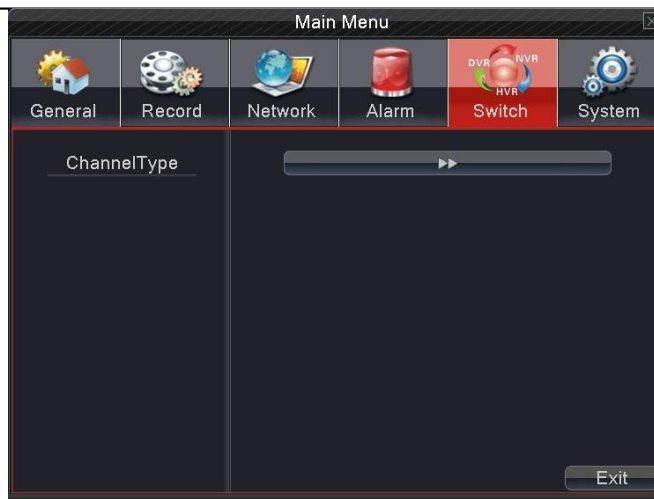 Main Menu
DVR NVR
HVR
General Record Network Alarm Switch System
ChannelType
Exit